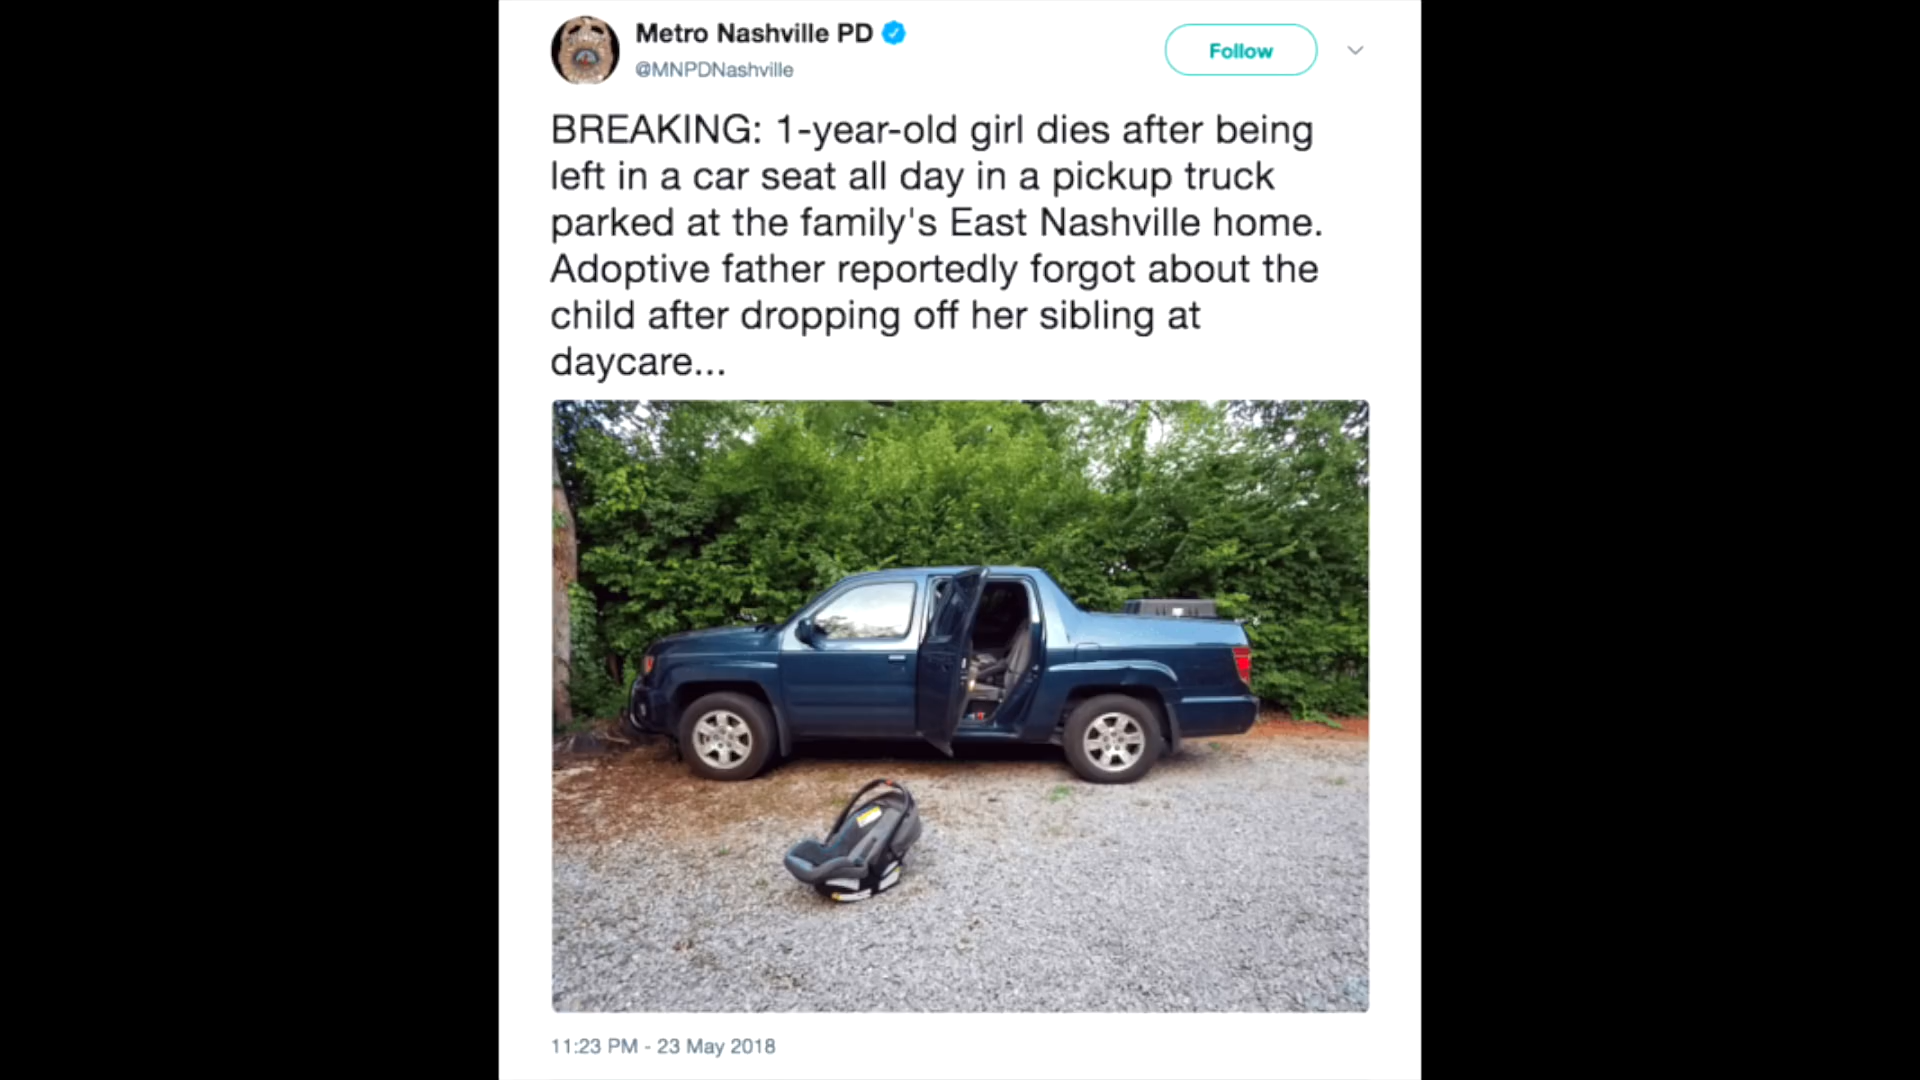 Metro Nashville PD
@MNPDNashville
Follow
BREAKING: 1-year-old girl dies after being
left in a car seat all day in a pickup truck
parked at the family's East Nashville home.
Adoptive father reportedly forgot about the
child after dropping off her sibling at
daycare...
11:23 PM - 23 May 2018